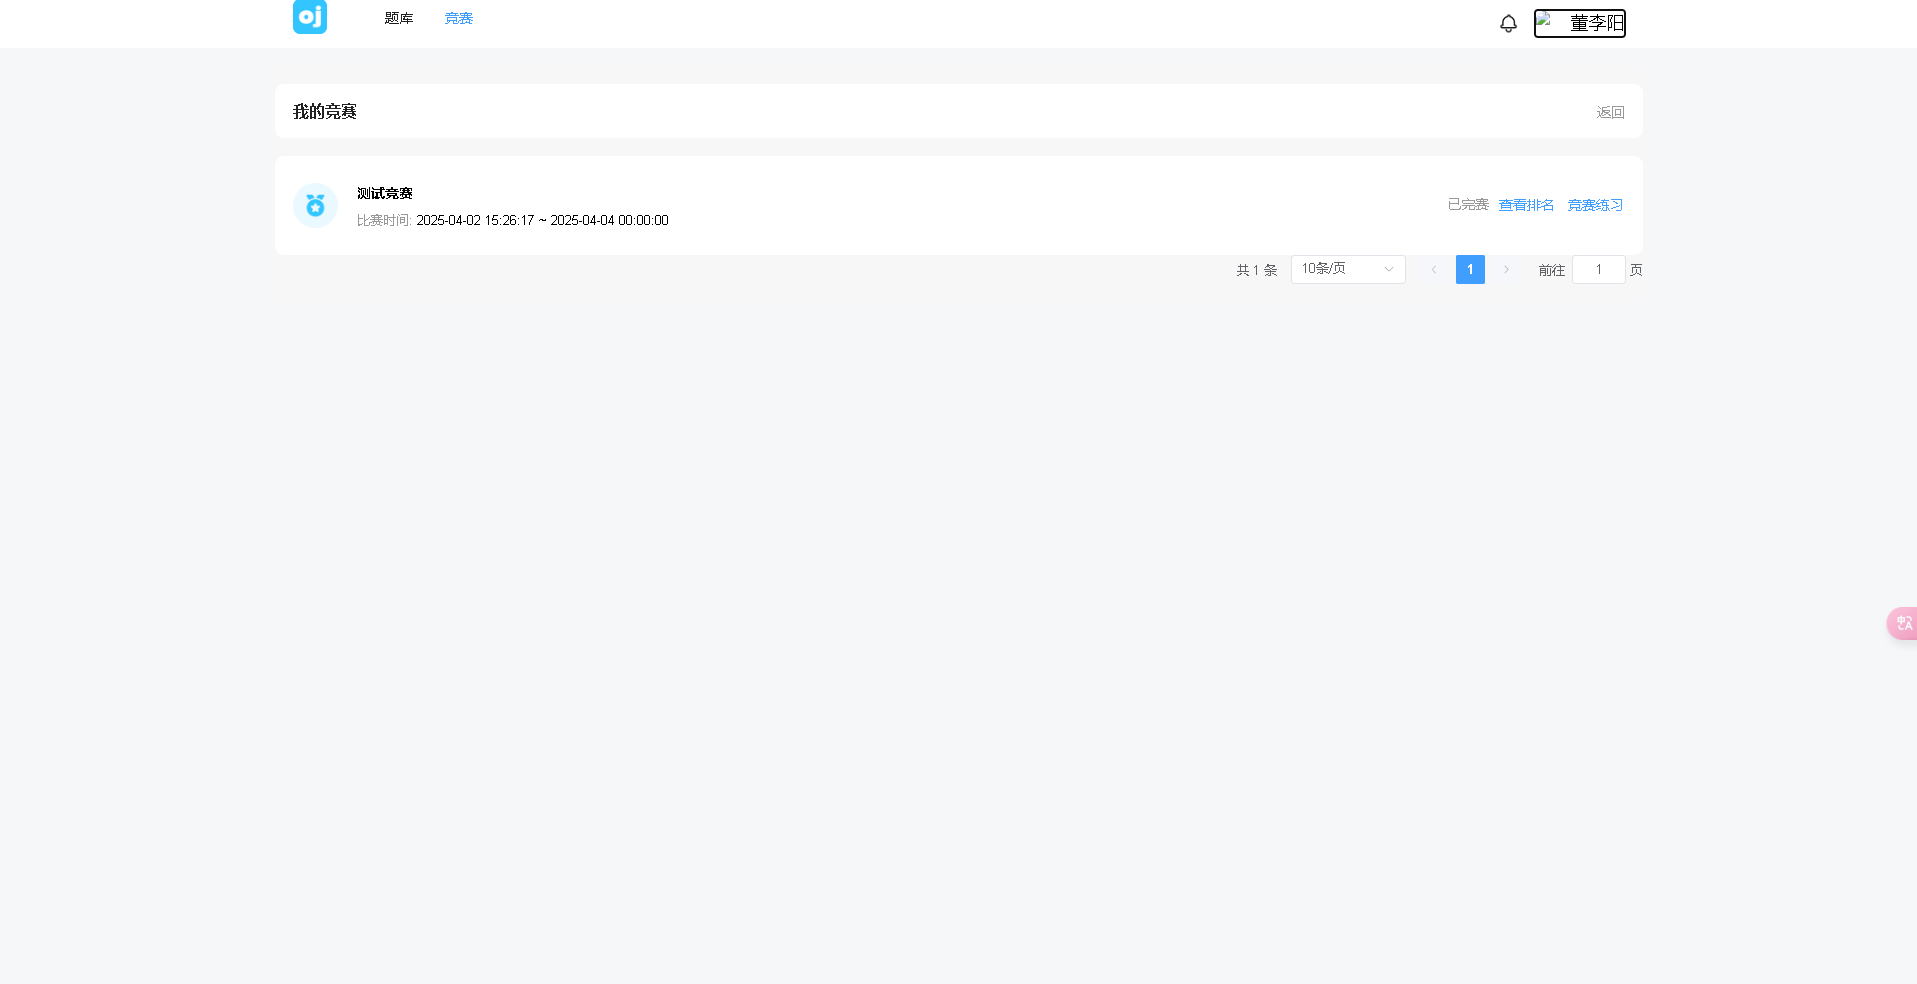 oj 题库 竞赛 董李阳
我的竞赛 返回
测试竞赛
比赛时间: 2025-04-02 15:26:17 ~ 2025-04-04 00:00:00
已完赛 查看排名 竞赛练习
共 1 条 10条/页 1 前往 1 页
中 A